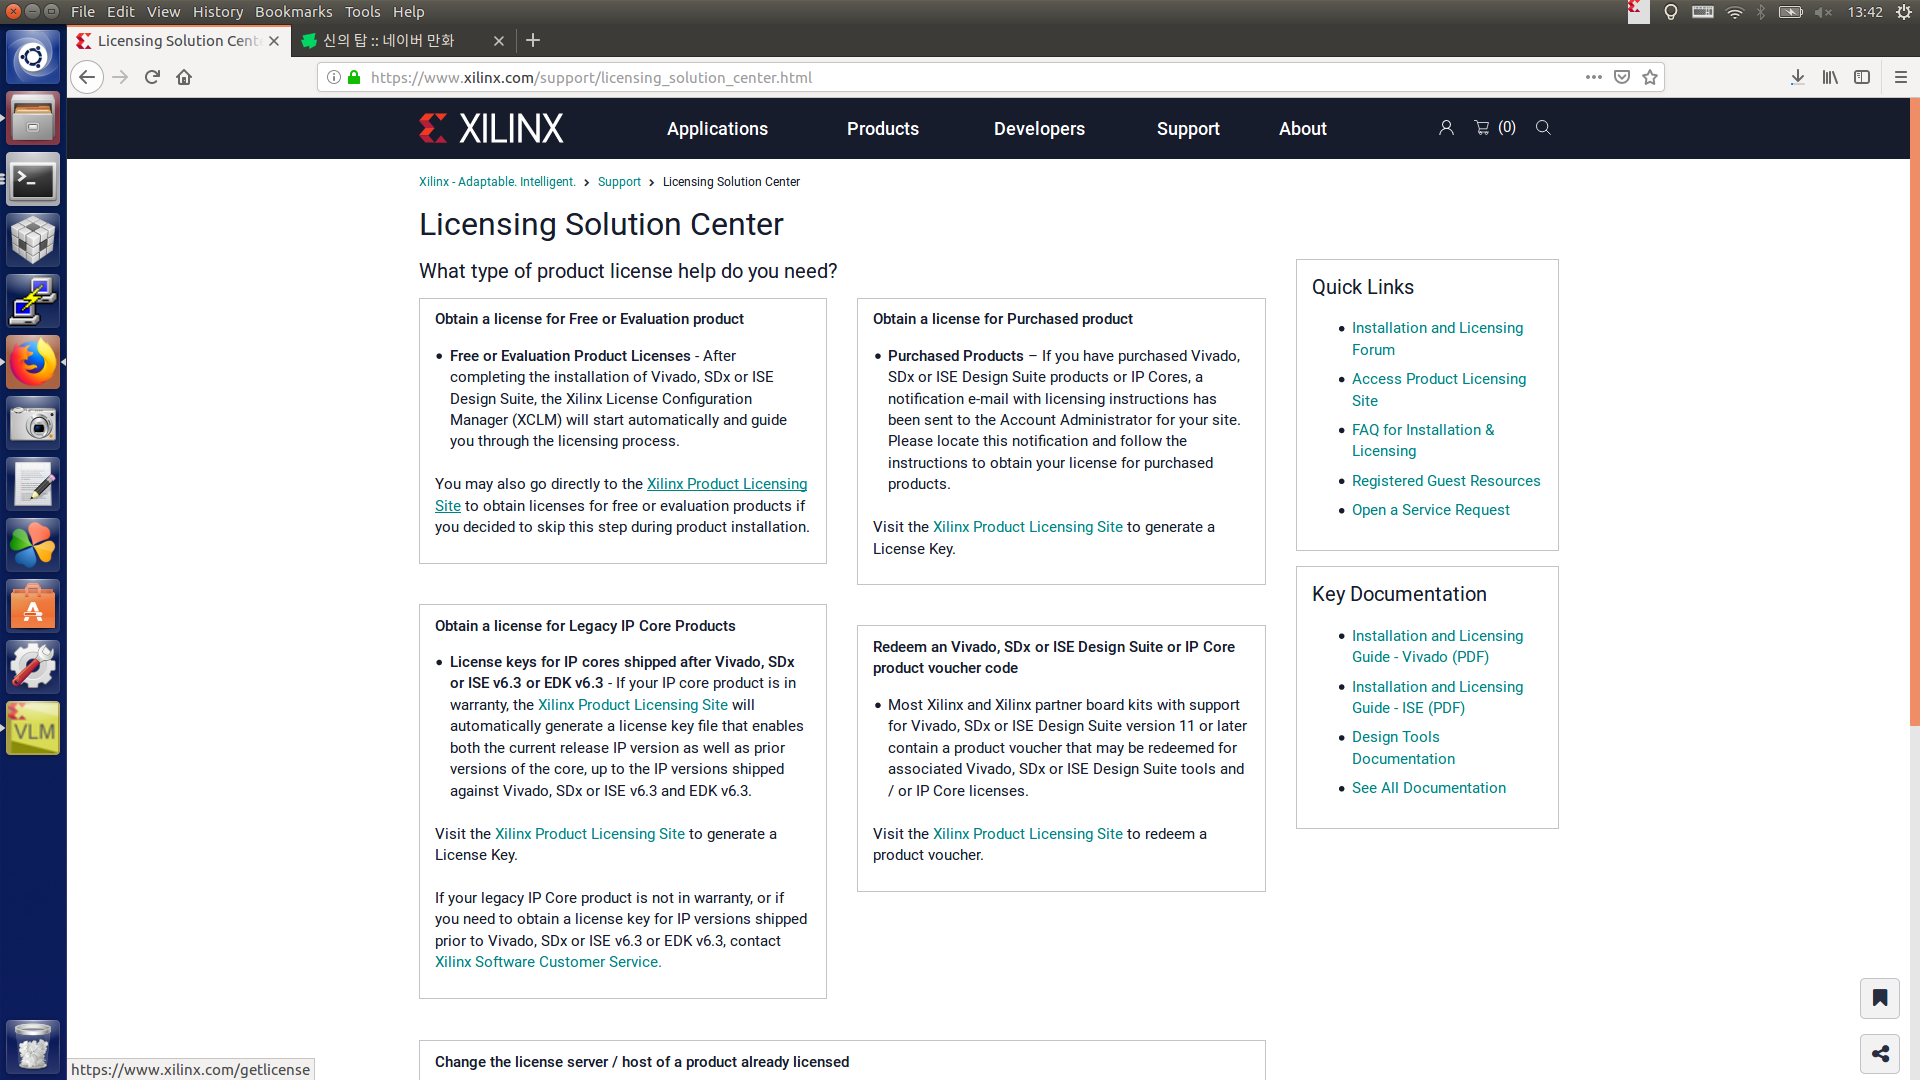 File Edit View History Bookmarks Tools Help
13:42
Licensing Solution Cent
신의 탑 :: 네이버 만화
https://www.xilinx.com/support/licensing_solution_center.html
XILINX
Applications
Products
Developers
Support
About
(0)
Xilinx - Adaptable. Intelligent. > Support > Licensing Solution Center
Licensing Solution Center
What type of product license help do you need?
Obtain a license for Free or Evaluation product
• Free or Evaluation Product Licenses - After
completing the installation of Vivado, SDx or ISE
Design Suite, the Xilinx License Configuration
Manager (XCLM) will start automatically and guide
you through the licensing process.
You may also go directly to the Xilinx Product Licensing
Site to obtain licenses for free or evaluation products if
you decided to skip this step during product installation.
Obtain a license for Purchased product
• Purchased Products – If you have purchased Vivado,
SDx or ISE Design Suite products or IP Cores, a
notification e-mail with licensing instructions has
been sent to the Account Administrator for your site.
Please locate this notification and follow the
instructions to obtain your license for purchased
products.
Visit the Xilinx Product Licensing Site to generate a
License Key.
Obtain a license for Legacy IP Core Products
• License keys for IP cores shipped after Vivado, SDx
or ISE v6.3 or EDK v6.3 - If your IP core product is in
warranty, the Xilinx Product Licensing Site will
automatically generate a license key file that enables
both the current release IP version as well as prior
versions of the core, up to the IP versions shipped
against Vivado, SDx or ISE v6.3 and EDK v6.3.
Visit the Xilinx Product Licensing Site to generate a
License Key.
If your legacy IP Core product is not in warranty, or if
you need to obtain a license key for IP versions shipped
prior to Vivado, SDx or ISE v6.3 or EDK v6.3, contact
Xilinx Software Customer Service.
Redeem an Vivado, SDx or ISE Design Suite or IP Core
product voucher code
• Most Xilinx and Xilinx partner board kits with support
for Vivado, SDx or ISE Design Suite version 11 or later
contain a product voucher that may be redeemed for
associated Vivado, SDx or ISE Design Suite tools and
/ or IP Core licenses.
Visit the Xilinx Product Licensing Site to redeem a
product voucher.
Change the license server / host of a product already licensed
Quick Links
• Installation and Licensing
Forum
• Access Product Licensing
Site
• FAQ for Installation &
Licensing
• Registered Guest Resources
• Open a Service Request
Key Documentation
• Installation and Licensing
Guide - Vivado (PDF)
• Installation and Licensing
Guide - ISE (PDF)
• Design Tools
Documentation
• See All Documentation
VLM
https://www.xilinx.com/getlicense